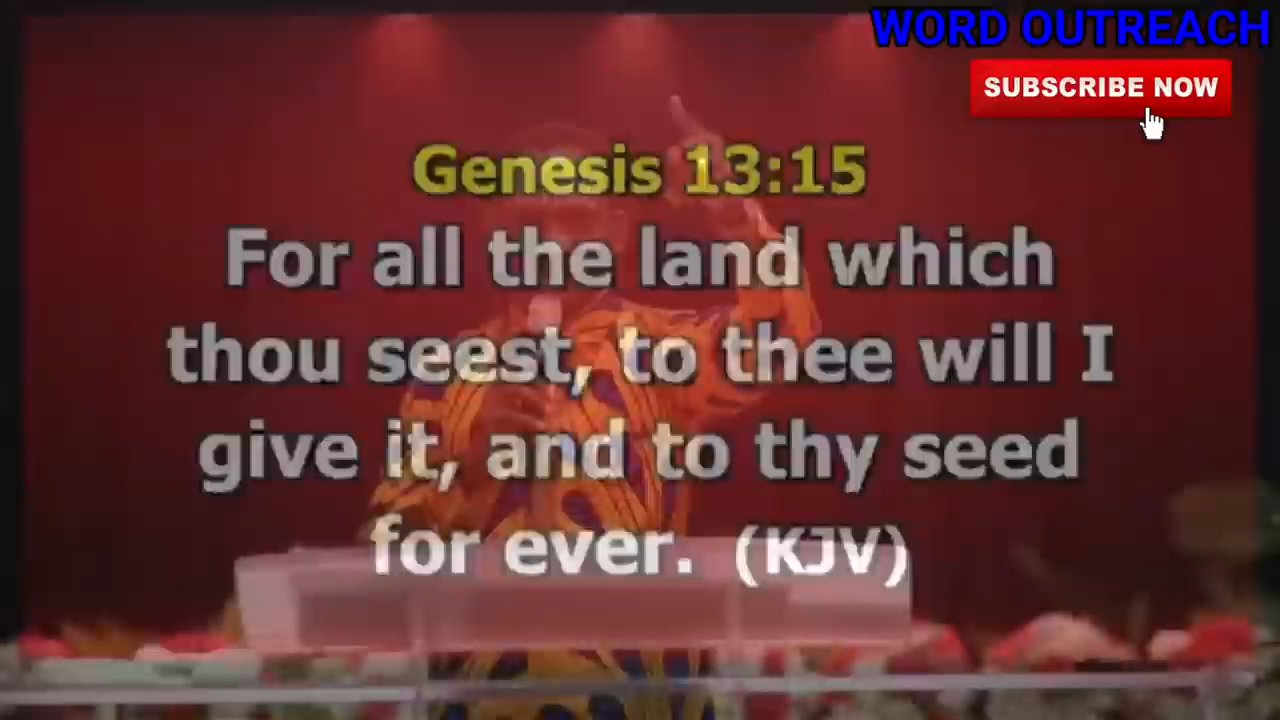 WORD OUTREACH
SUBSCRIBE NOW
Genesis 13:15
For all the land which
thou seest, to thee will I
give it, and to thy seed
for ever. (KJV)